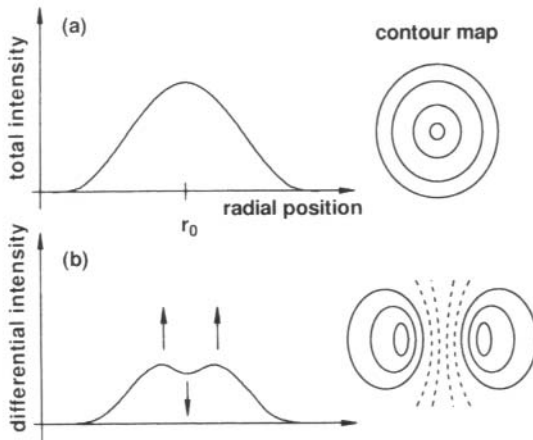 (a)
contour map
total intensity
radial position
r₀
(b)
differential intensity